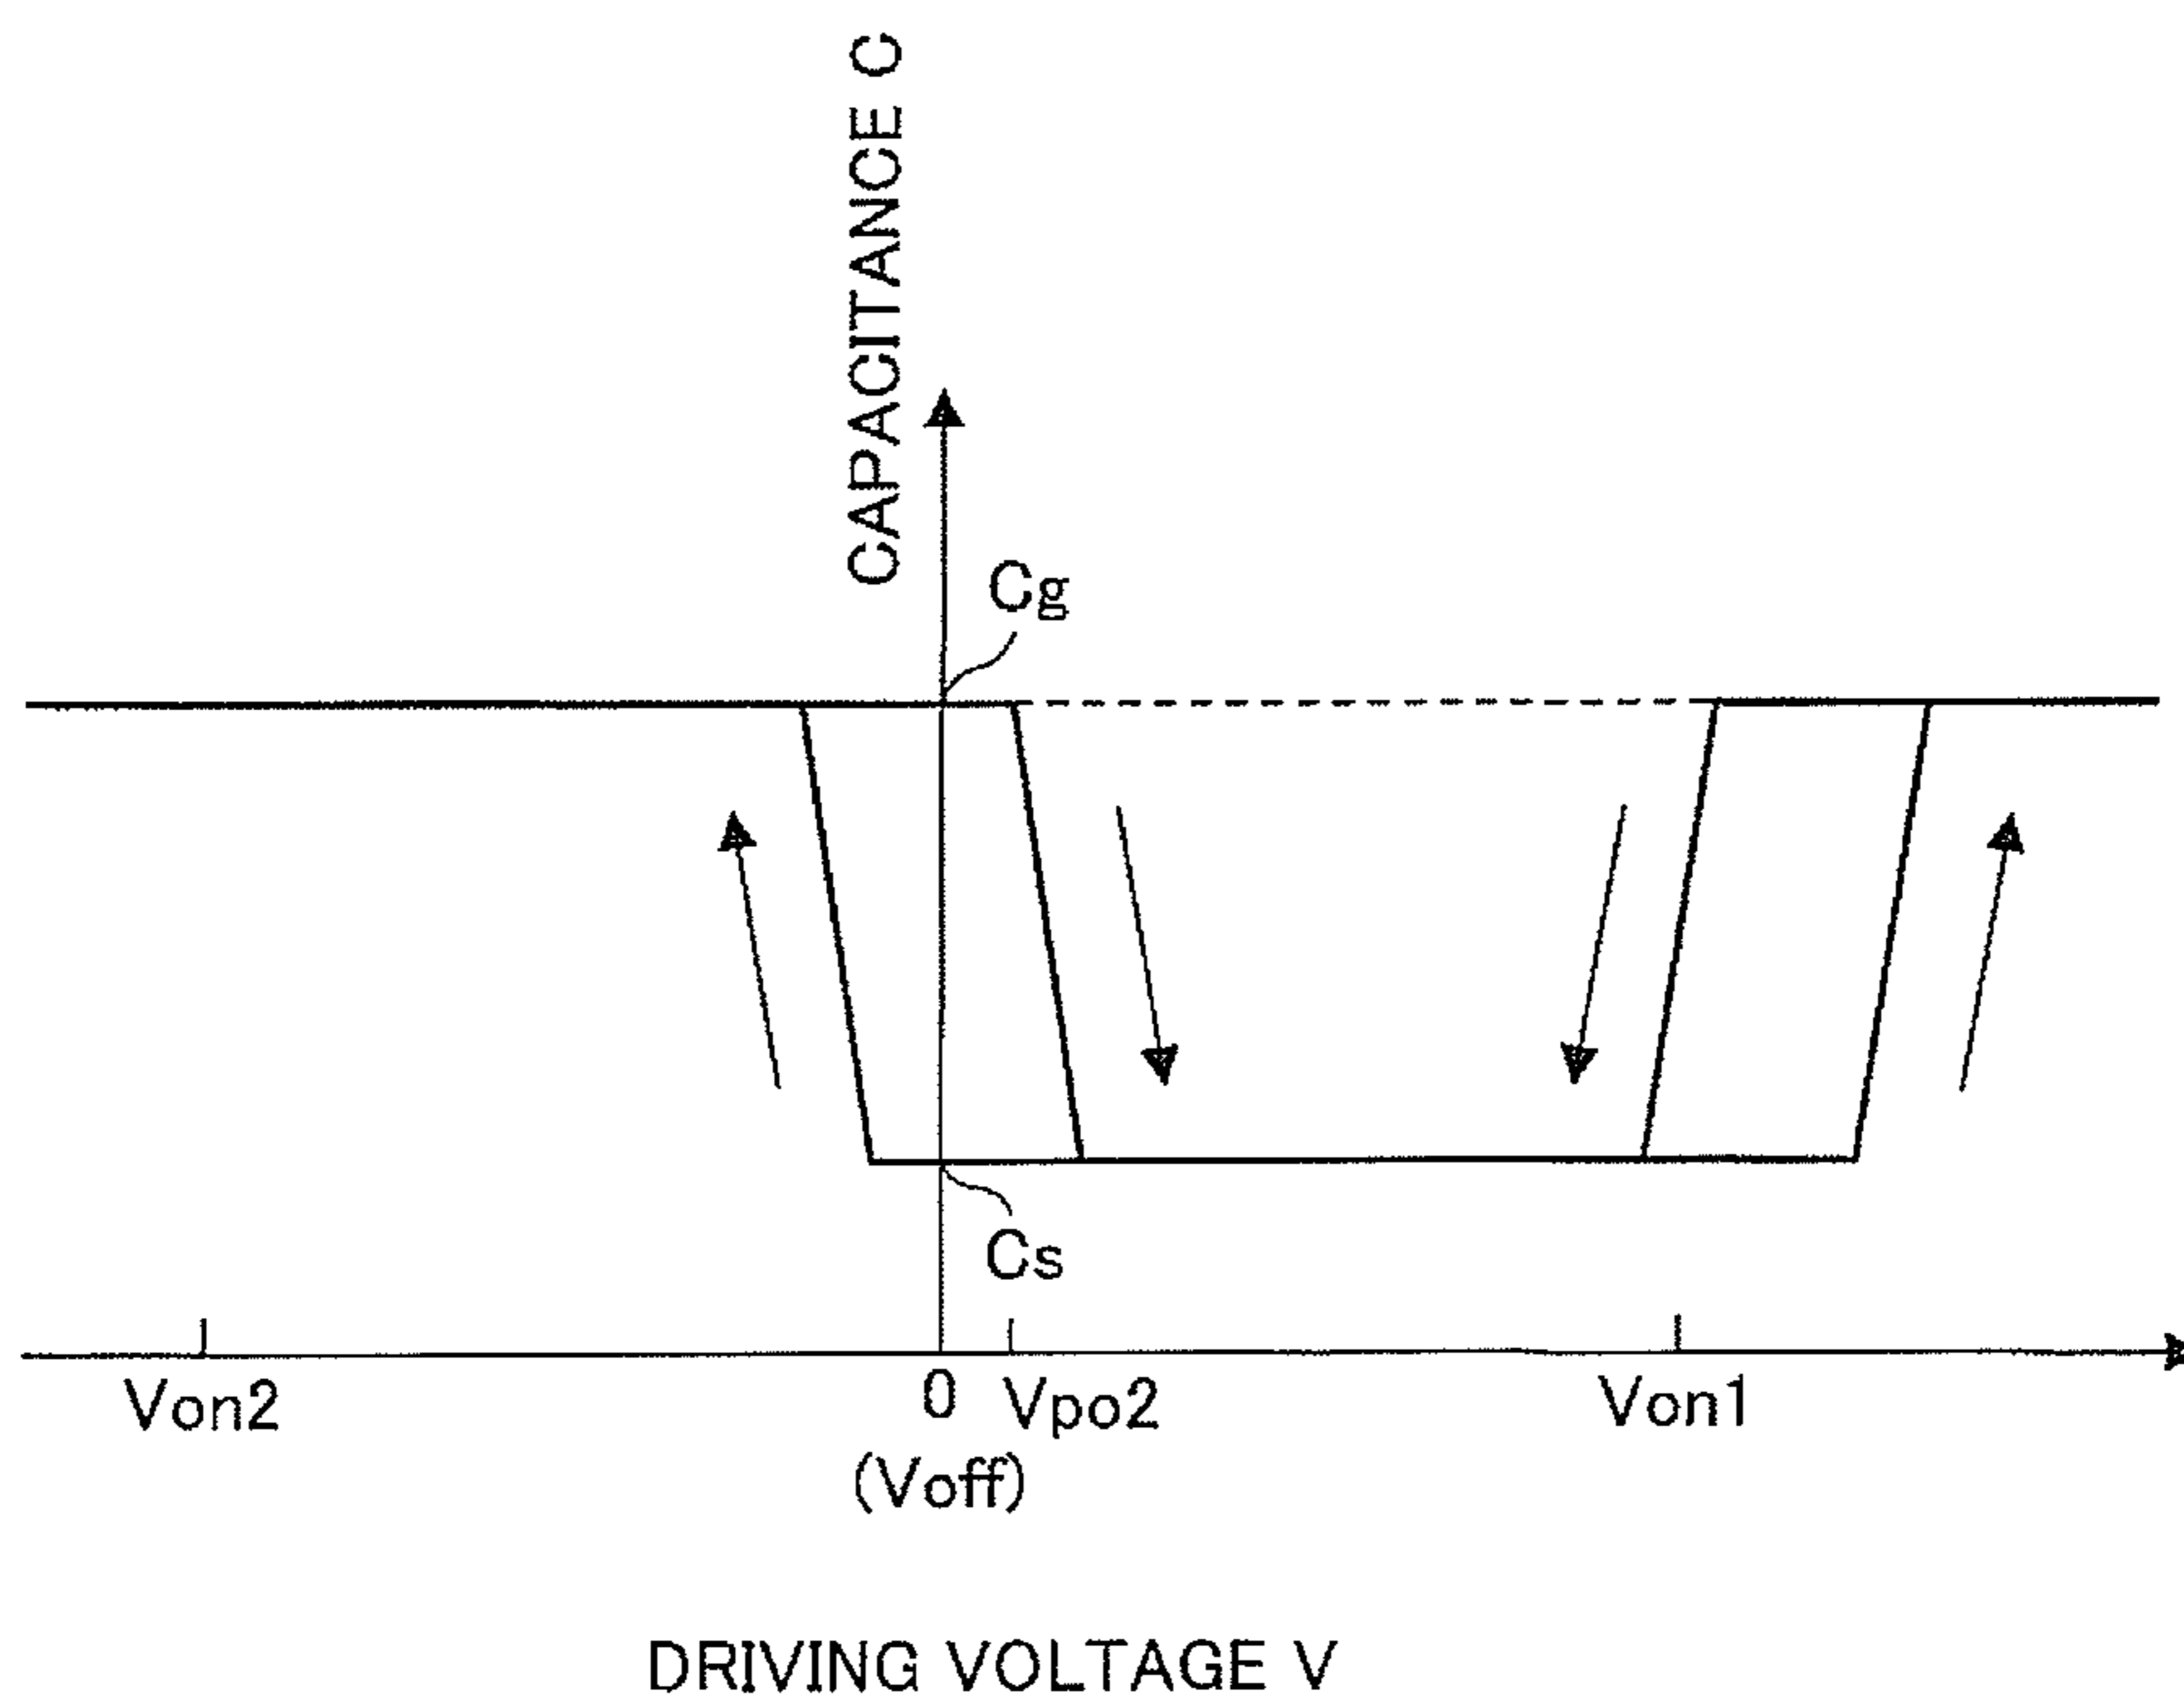 CAPACITANCE C
Cg
Cs
Von2
0
Vpo2
Von1
(Voff)
DRIVING VOLTAGE V